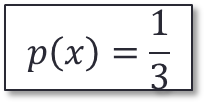 p(x) = 1/3